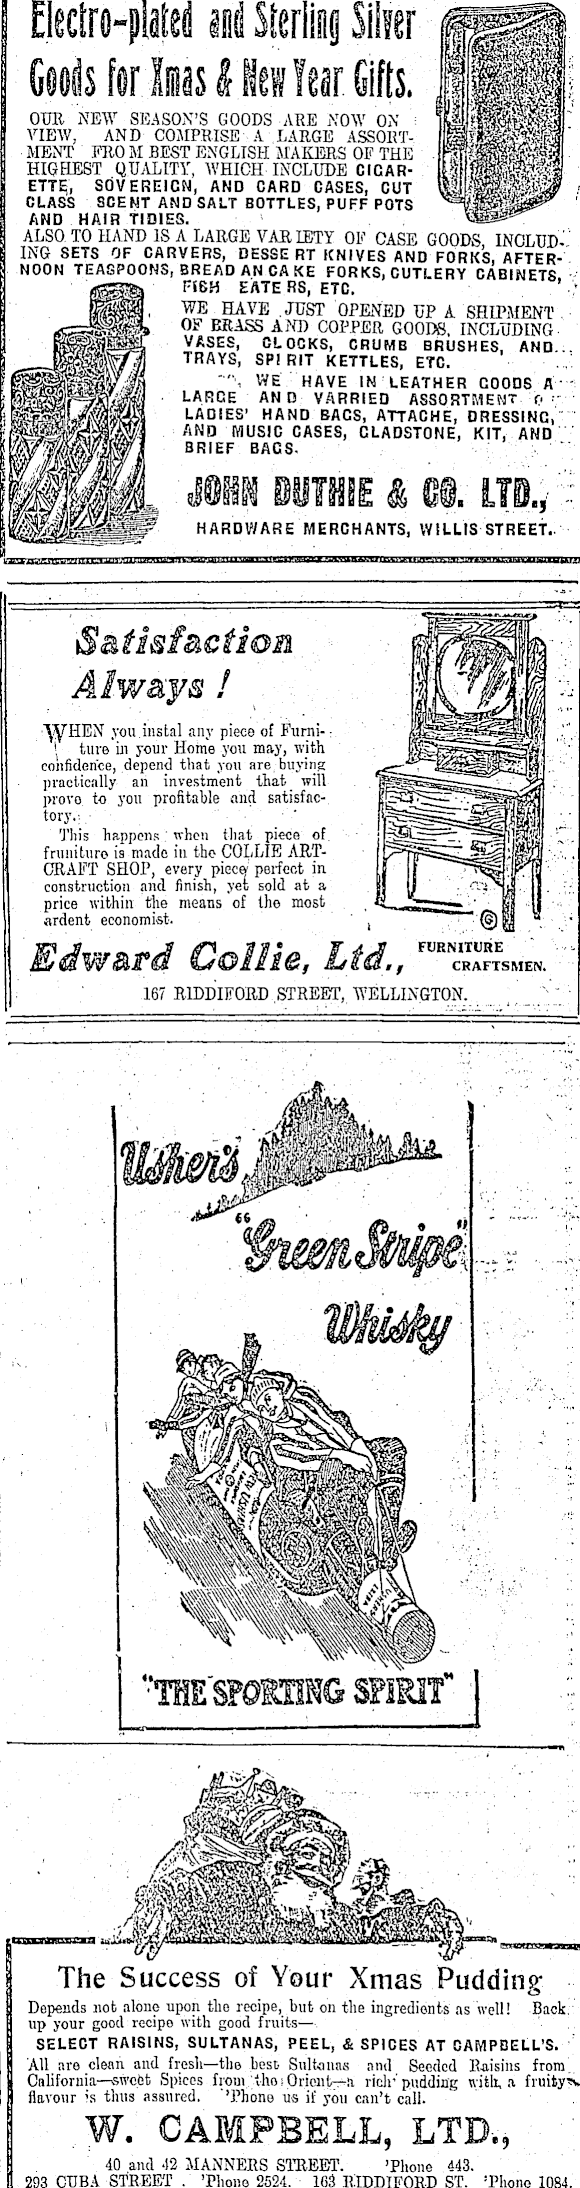 Electro-plated and Sterling Silver
Goods for Xmas & New Year Gifts.
OUR NEW SEASON'S GOODS ARE NOW ON
VIEW, AND COMPRISE A LARGE ASSORT-
MENT FROM BEST ENGLISH MAKERS OF THE
HIGHEST QUALITY, WHICH INCLUDE CIGAR-
ETTE, SOVEREIGN, AND CARD CASES, CUT
GLASS SCENT AND SALT BOTTLES, PUFF POTS
AND HAIR TIDIES.
ALSO TO HAND IS A LARGE VARIETY OF CASE GOODS, INCLUD-
ING SETS OF CARVERS, DESSERT KNIVES AND FORKS, AFTER-
NOON TEASPOONS, BREAD AN CAKE FORKS, CUTLERY CABINETS,
FISH EATERS, ETC.
WE HAVE JUST OPENED UP A SHIPMENT
OF BRASS AND COPPER GOODS, INCLUDING
VASES, CLOCKS, CRUMB BRUSHES, AND
TRAYS, SPIRIT KETTLES, ETC.
WE HAVE IN LEATHER GOODS A
LARGE AND VARRIED ASSORTMENT
LADIES' HAND BAGS, ATTACHE, DRESSING,
AND MUSIC CASES, GLADSTONE, KIT, AND
BRIEF BAGS.
JOHN DUTHIE & CO. LTD.,
HARDWARE MERCHANTS, WILLIS STREET.
Satisfaction
Always!
WHEN you instal any piece of Furni-
ture in your Home you may, with
confidence, depend that you are buying
practically an investment that will
prove to you profitable and satisfac-
tory.
This happens when that piece of
fruniture is made in the COLLIE ART-
CRAFT SHOP, every piece perfect in
construction and finish, yet sold at a
price within the means of the most
ardent economist.
Edward Collie, Ltd., FURNITURE
CRAFTSMEN.
167 RIDDIFORD STREET, WELLINGTON.
Usher's
"Green Stripe"
Whisky
"THE SPORTING SPIRIT"
The Success of Your Xmas Pudding
Depends not alone upon the recipe, but on the ingredients as well! Back
up your good recipe with good fruits—
SELECT RAISINS, SULTANAS, PEEL, & SPICES AT CAMPBELL'S.
All are clean and fresh—the best Sultanas and Seeded Raisins from
California—sweet Spices from the Orient—a rich pudding with a fruity
flavour is thus assured. 'Phone us if you can't call.
W. CAMPBELL, LTD.,
40 and 42 MANNERS STREET. 'Phone 443.
293 CUBA STREET. 'Phone 2524. 163 RIDDIFORD ST. 'Phone 1084.